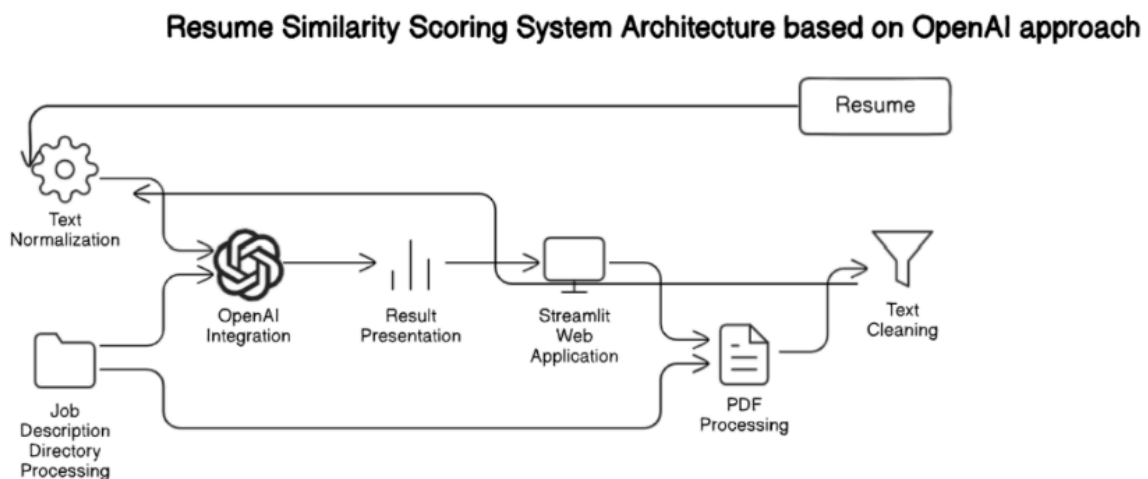 Resume Similarity Scoring System Architecture based on OpenAI approach
Resume
Text
Normalization
OpenAI
Integration
Result
Presentation
Streamlit
Web
Application
Text
Cleaning
Job
Description
Directory
Processing
PDF
Processing